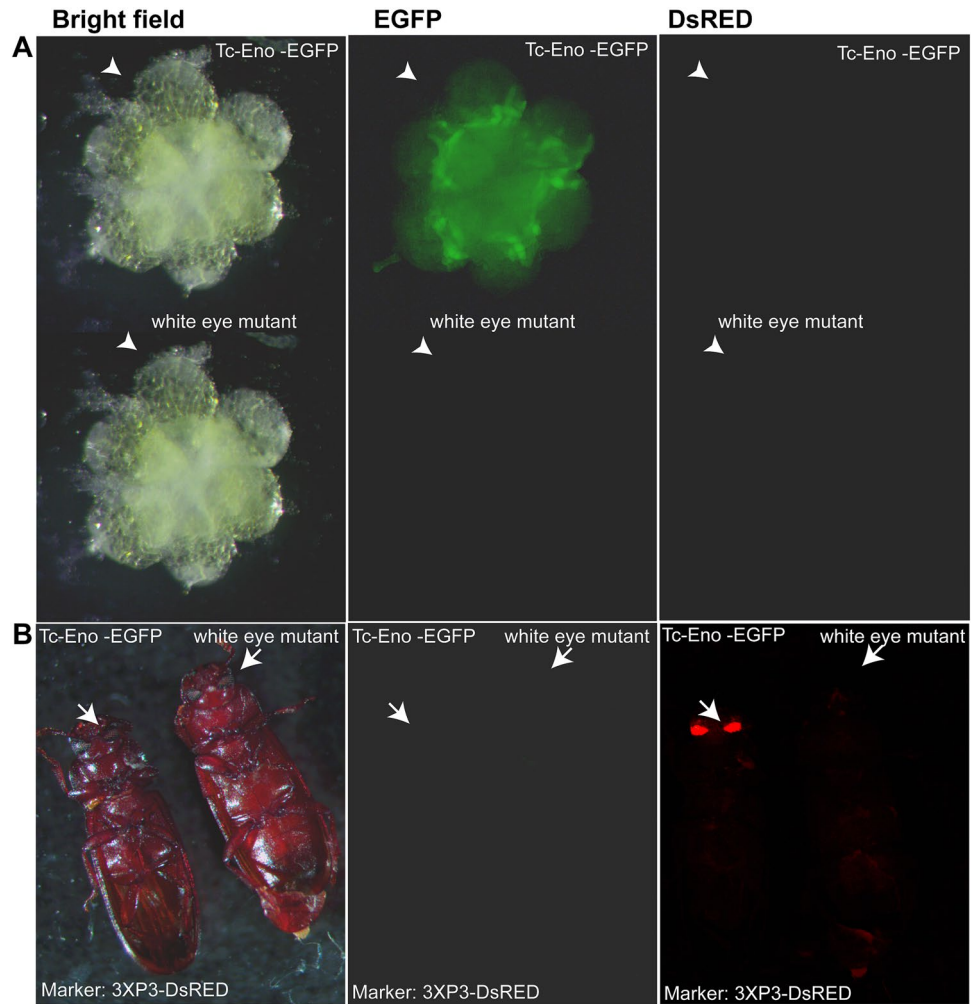 Bright field EGFP DsRED
A
Tc-Eno -EGFP Tc-Eno -EGFP Tc-Eno -EGFP
white eye mutant white eye mutant white eye mutant
B
Tc-Eno -EGFP white eye mutant Tc-Eno -EGFP white eye mutant Tc-Eno -EGFP white eye mutant
Marker: 3XP3-DsRED Marker: 3XP3-DsRED Marker: 3XP3-DsRED